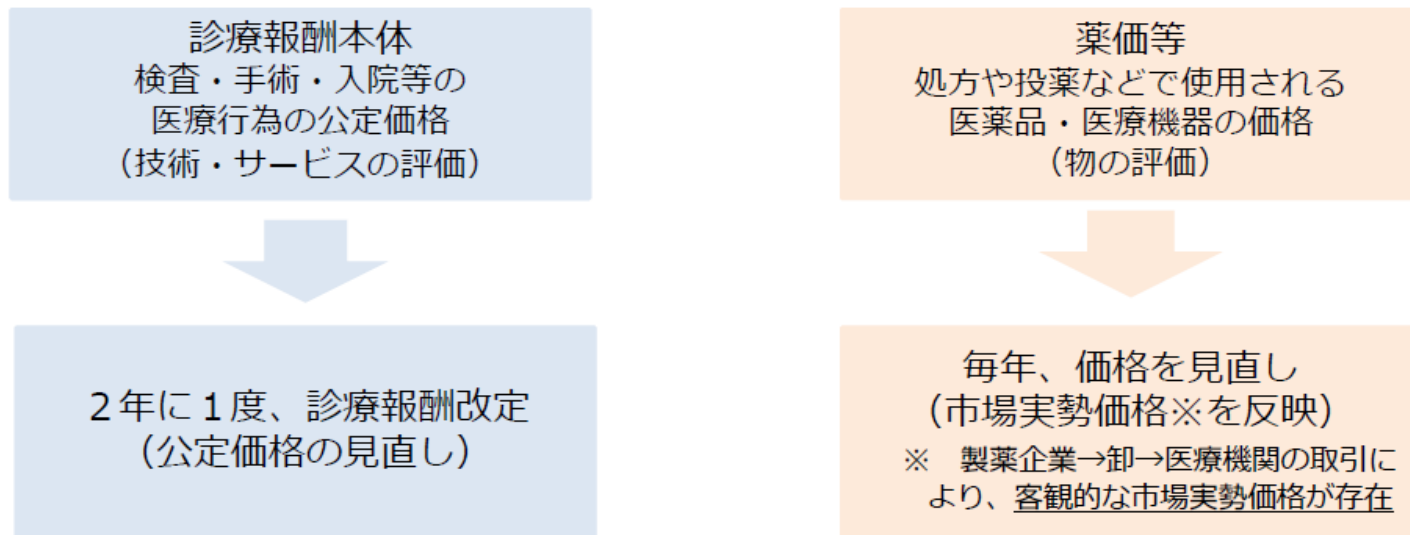 診療報酬本体
検査・手術・入院等の
医療行為の公定価格
（技術・サービスの評価）
２年に１度、診療報酬改定
（公定価格の見直し）
薬価等
処方や投薬などで使用される
医薬品・医療機器の価格
（物の評価）
毎年、価格を見直し
（市場実勢価格※を反映）
※　製薬企業→卸→医療機関の取引に
より、客観的な市場実勢価格が存在